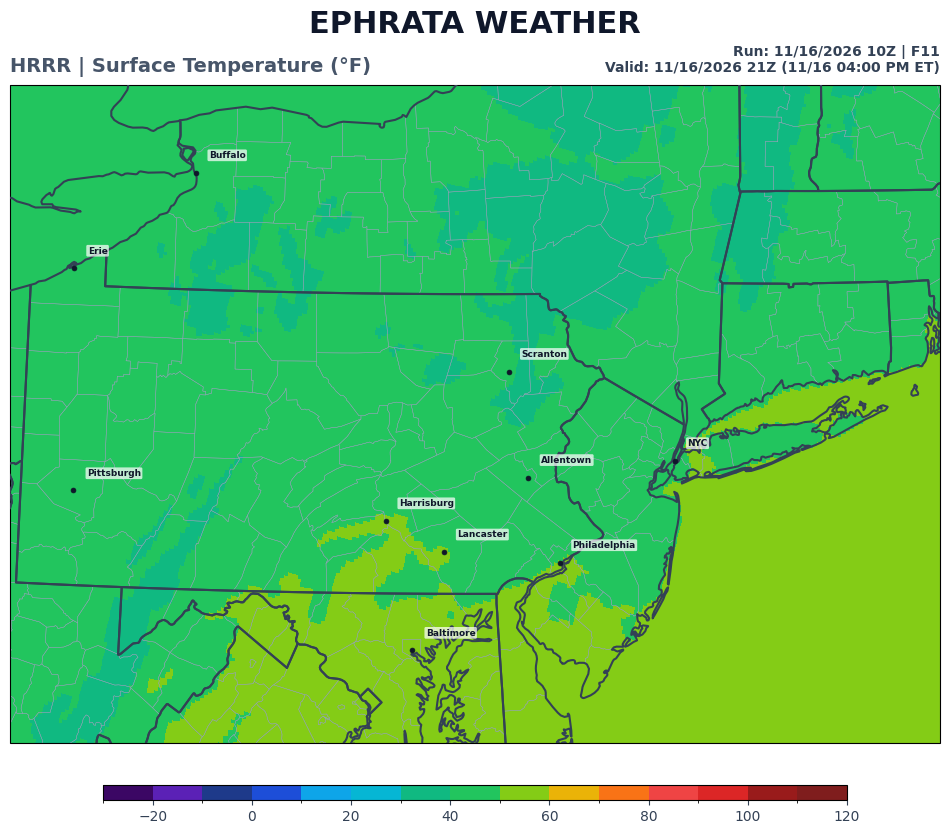 EPHRATA WEATHER
HRRR | Surface Temperature (°F)
Run: 11/16/2026 10Z | F11
Valid: 11/16/2026 21Z (11/16 04:00 PM ET)
Buffalo
Erie
Scranton
NYC
Allentown
Pittsburgh
Harrisburg
Lancaster
Philadelphia
Baltimore
−20 0 20 40 60 80 100 120